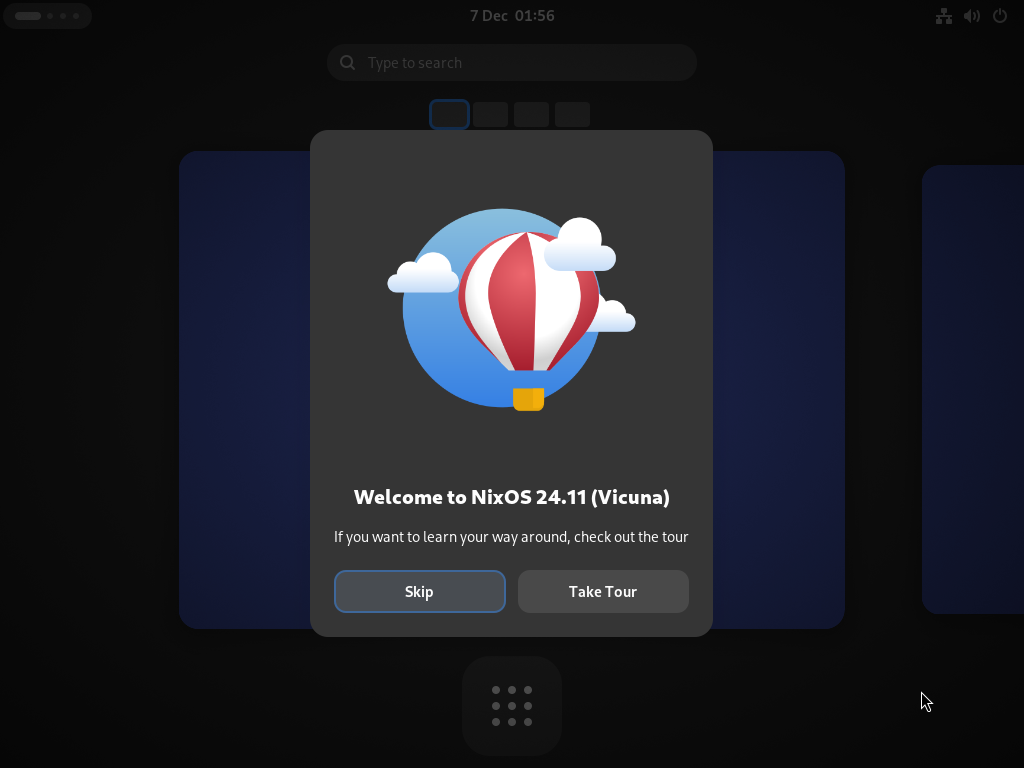 7 Dec 01:56
Type to search
Welcome to NixOS 24.11 (Vicuna)
If you want to learn your way around, check out the tour
Skip
Take Tour